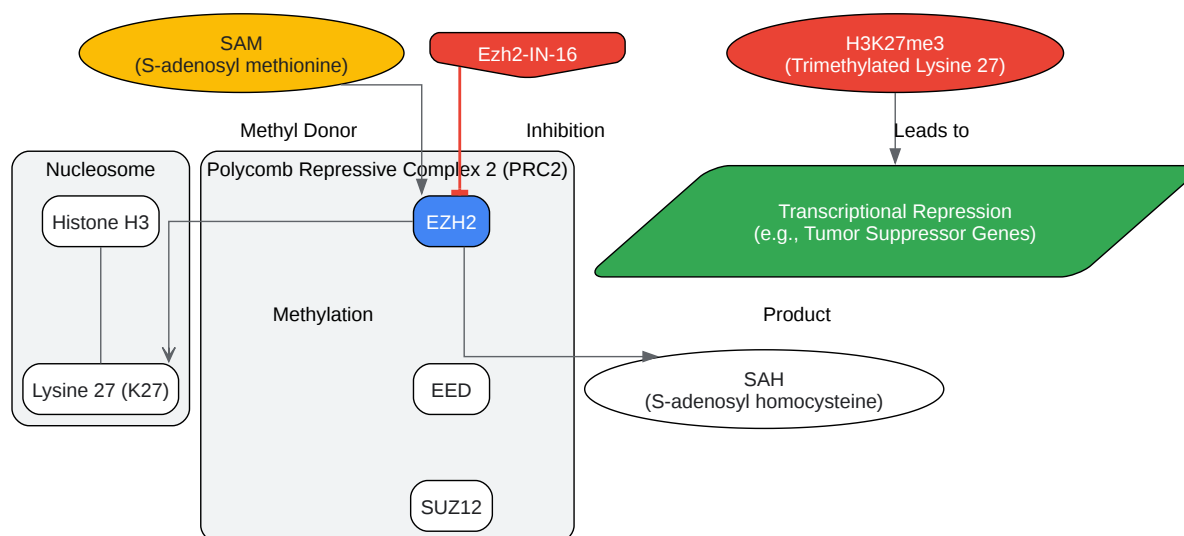 SAM
(S-adenosyl methionine)
Ezh2-IN-16
H3K27me3
(Trimethylated Lysine 27)
Methyl Donor
Inhibition
Leads to
Nucleosome
Polycomb Repressive Complex 2 (PRC2)
Histone H3
EZH2
Transcriptional Repression
(e.g., Tumor Suppressor Genes)
Methylation
Product
Lysine 27 (K27)
EED
SAH
(S-adenosyl homocysteine)
SUZ12